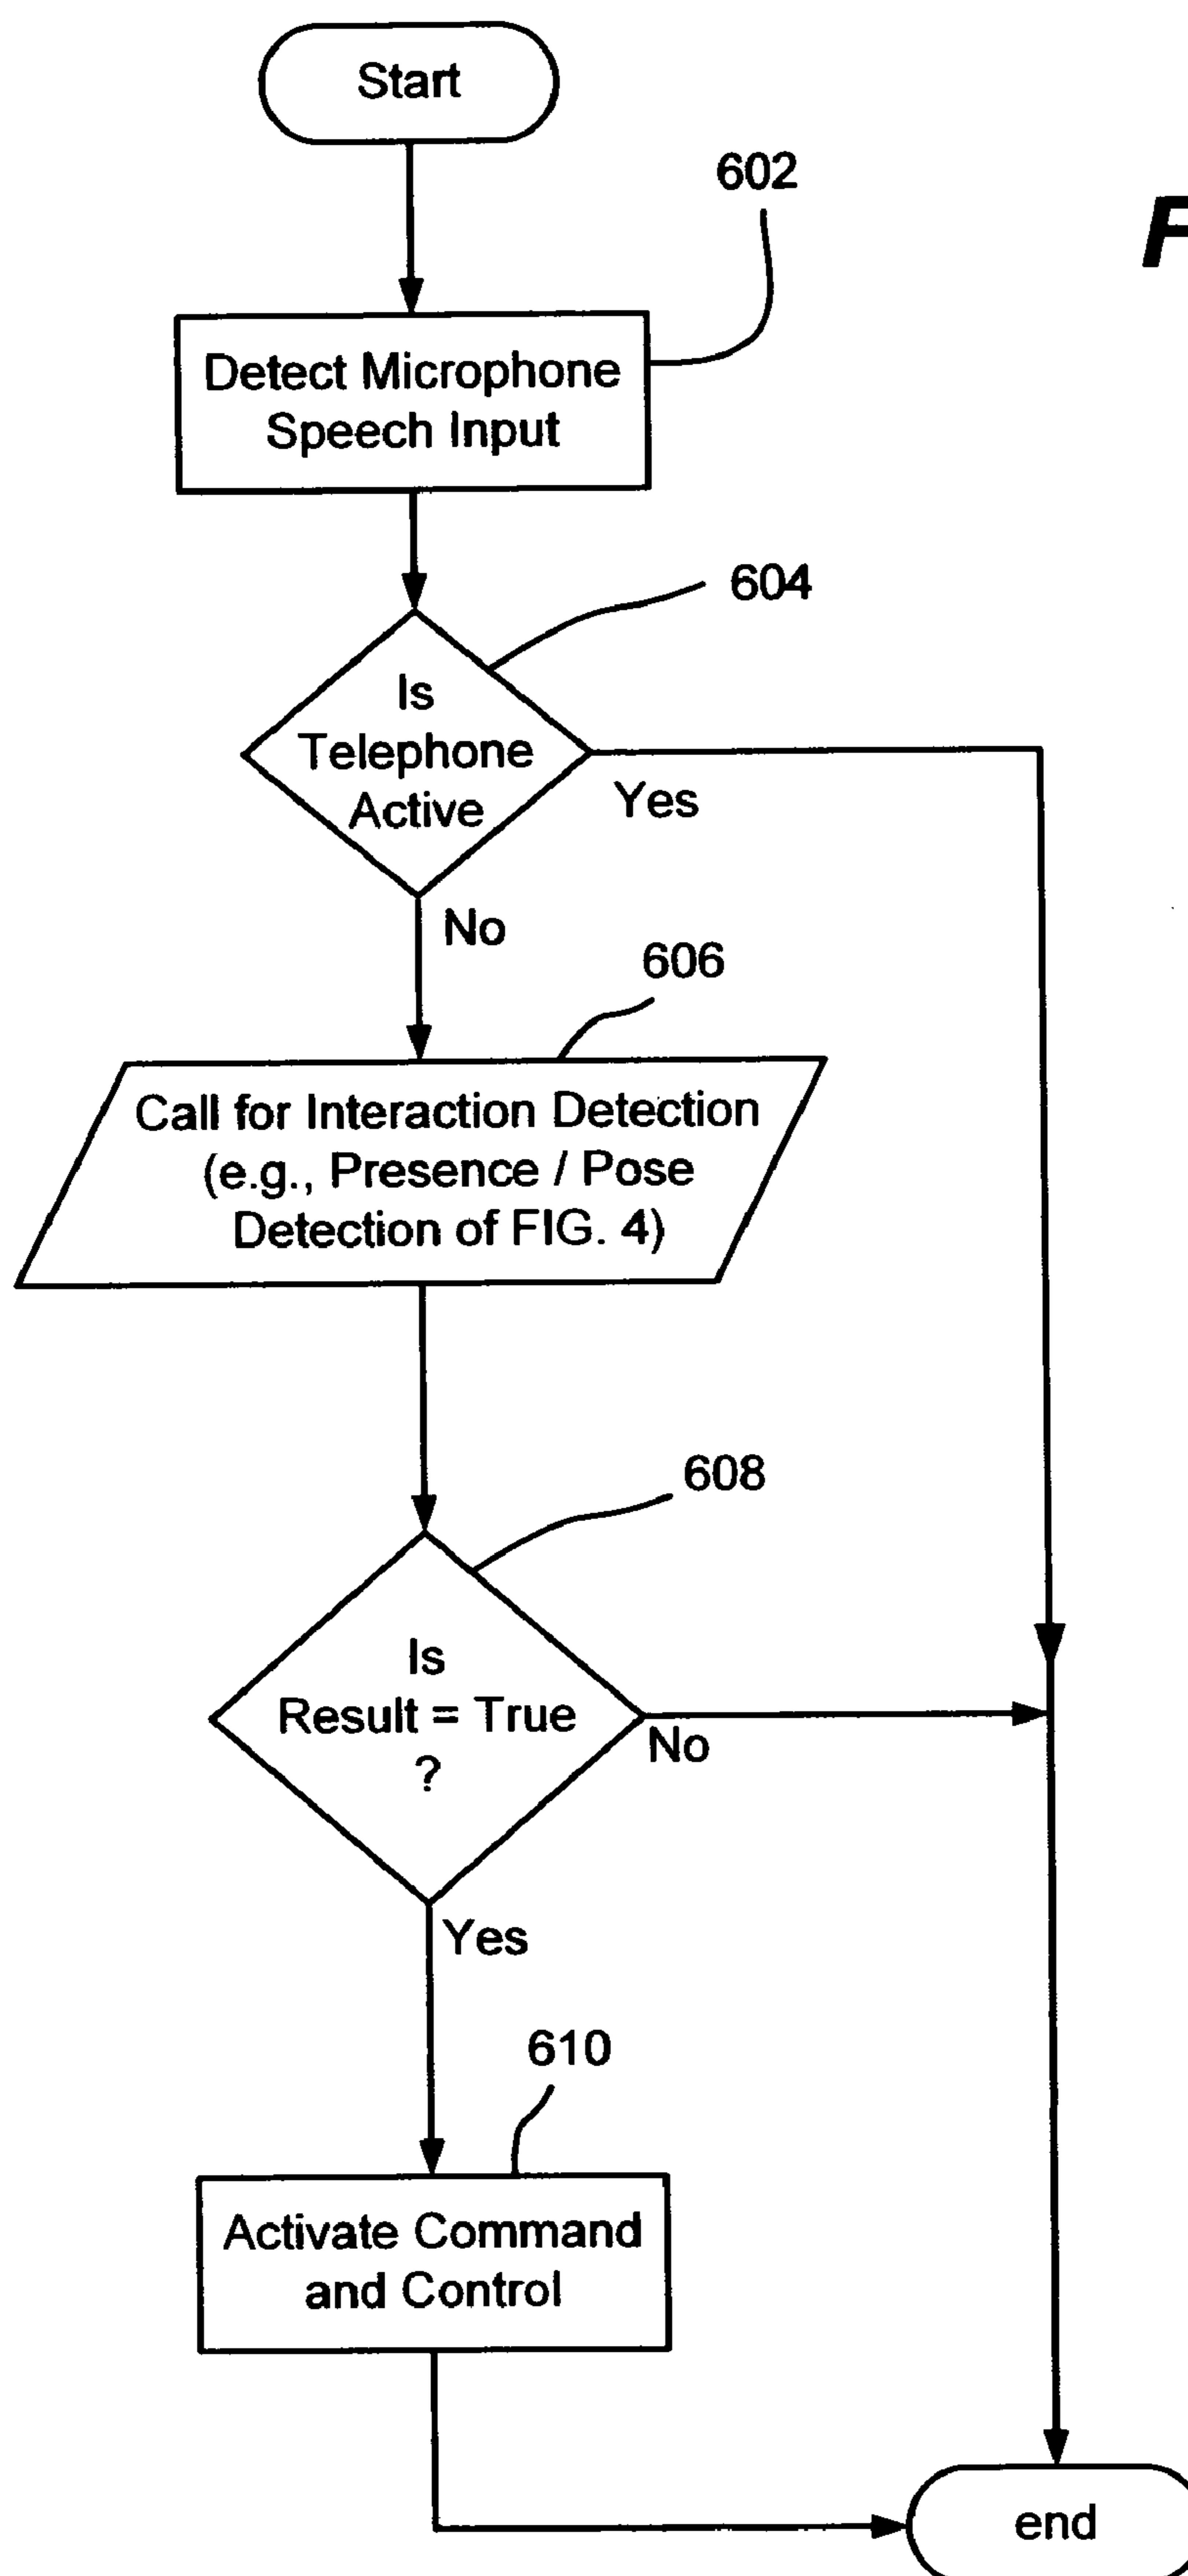 Start
602
F
Detect Microphone
Speech Input
604
Is
Telephone
Active
Yes
No
606
Call for Interaction Detection
(e.g., Presence / Pose
Detection of FIG. 4)
608
Is
Result = True
?
No
Yes
610
Activate Command
and Control
end